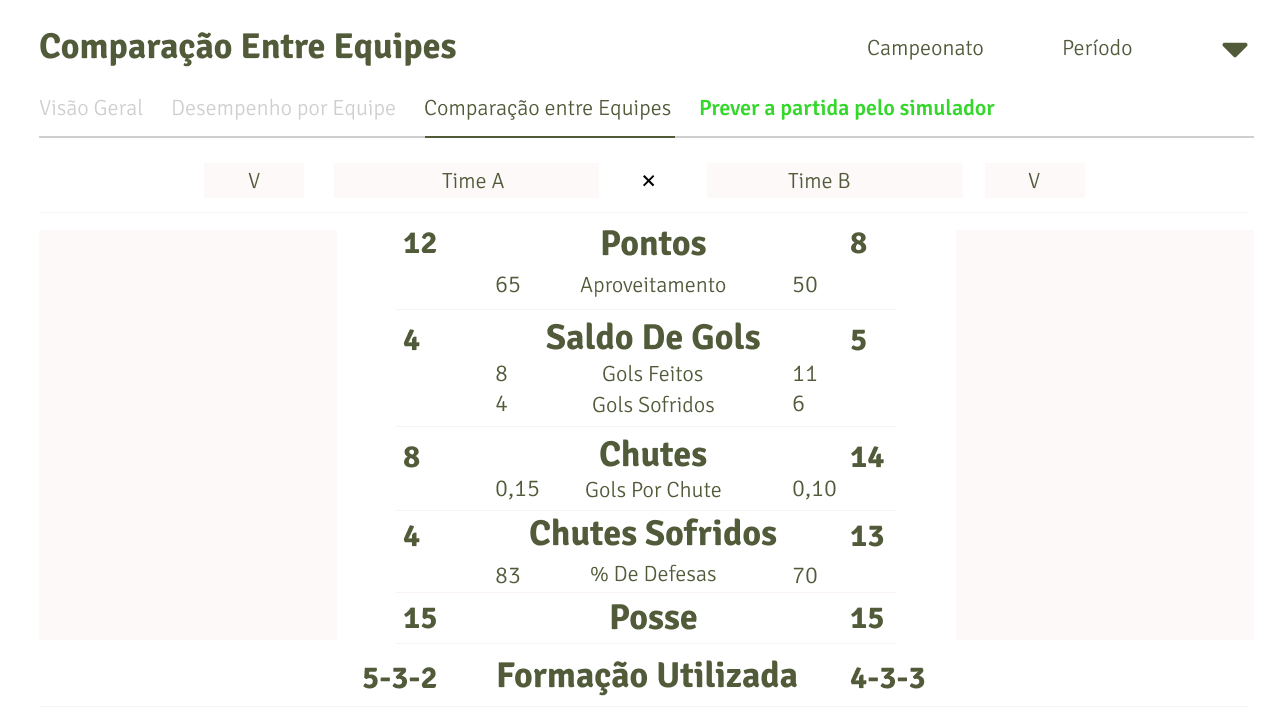 Comparação Entre Equipes Campeonato Período
Visão Geral Desempenho por Equipe Comparação entre Equipes Prever a partida pelo simulador
V Time A × Time B V
12 Pontos 8
65 Aproveitamento 50
4 Saldo De Gols 5
8 Gols Feitos 11
4 Gols Sofridos 6
8 Chutes 14
0,15 Gols Por Chute 0,10
4 Chutes Sofridos 13
83 % De Defesas 70
15 Posse 15
5-3-2 Formação Utilizada 4-3-3